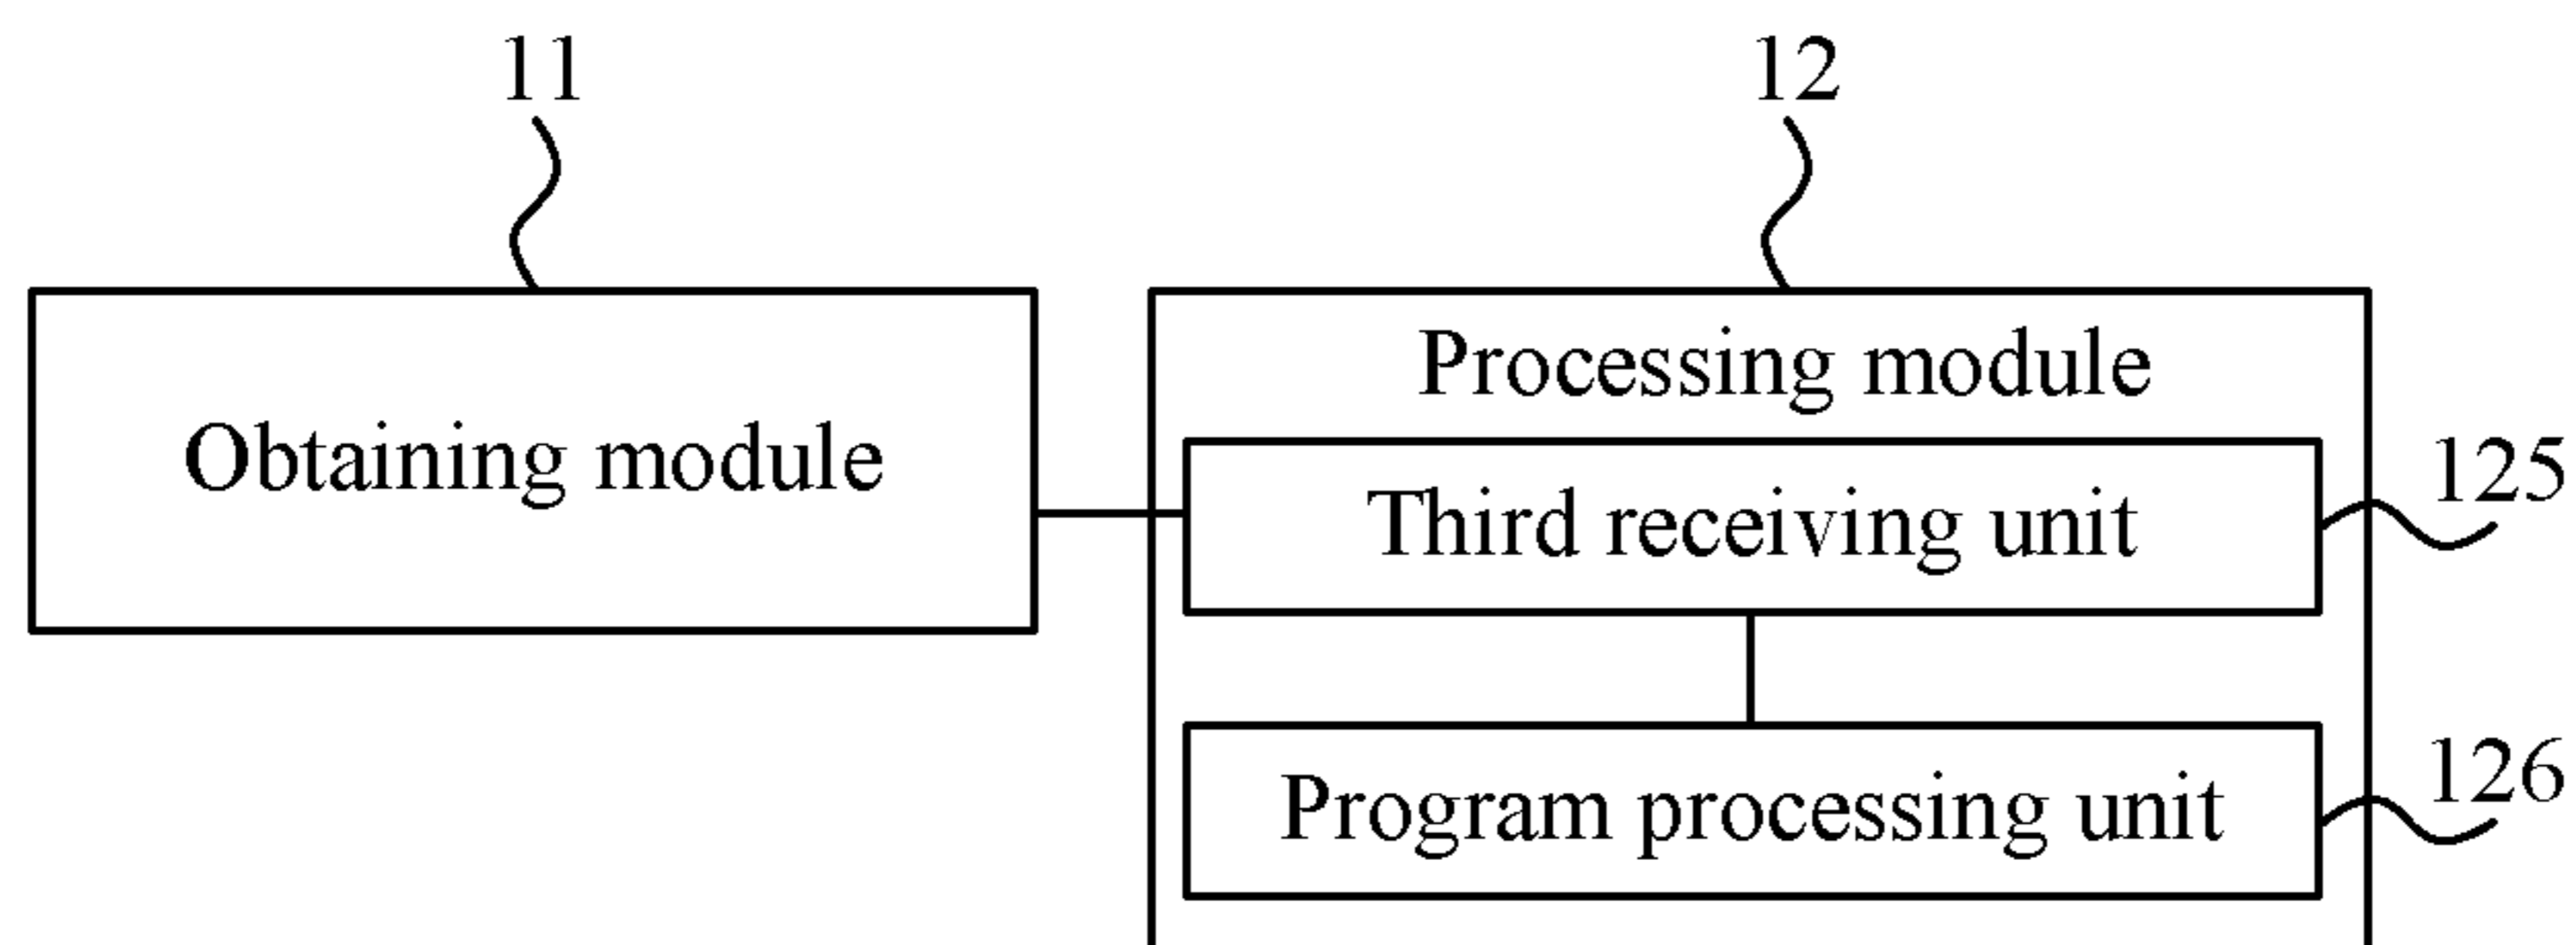 11
12
Processing module
Obtaining module
Third receiving unit
125
Program processing unit
126